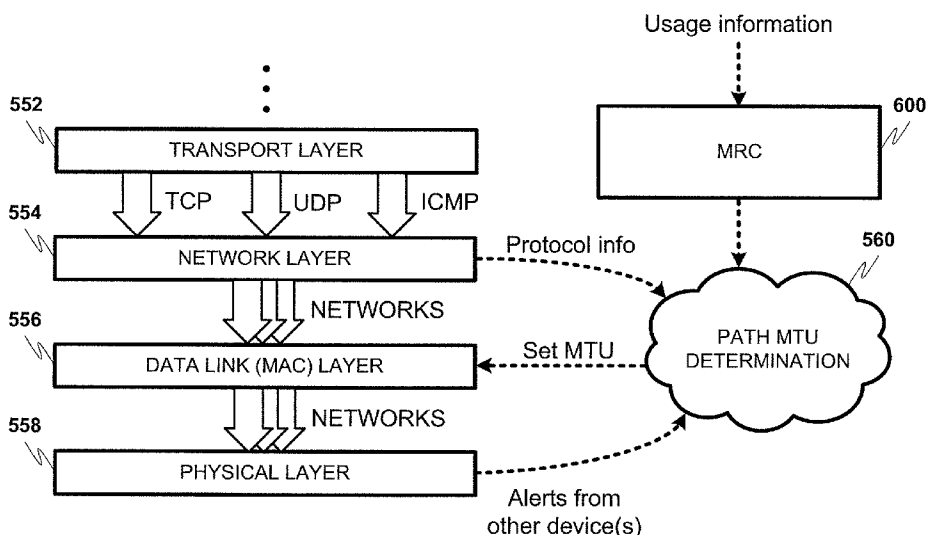 Usage information
552
600
TRANSPORT LAYER
MRC
TCP
UDP
ICMP
554
Protocol info
560
NETWORK LAYER
NETWORKS
556
PATH MTU
DETERMINATION
Set MTU
DATA LINK (MAC) LAYER
NETWORKS
558
PHYSICAL LAYER
Alerts from
other device(s)